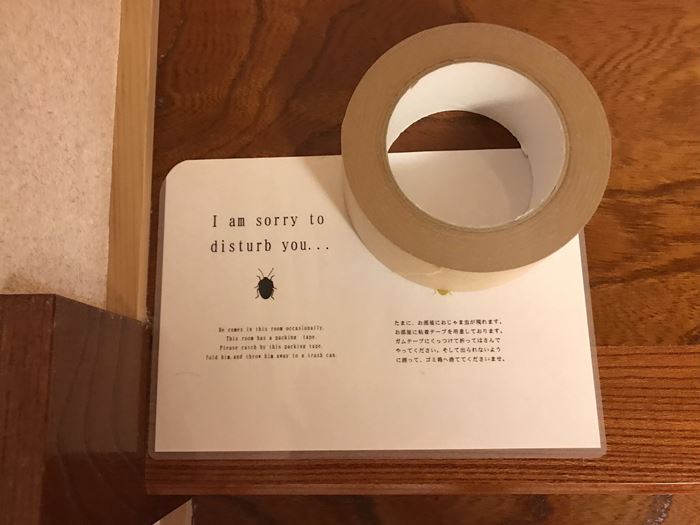 I am sorry to
disturb you...
He comes in this room occasionally.
This room has a packing tape.
Please catch by this packing tape.
fold him and throw him away to a trash can.
たまに、お部屋におじゃま虫が現れます。
お部屋に粘着テープを用意しております。
ガムテープにくっつけて折ってはさんで
やってください。そして出られないよう
に囲って、ゴミ箱へ捨ててくださいませ。